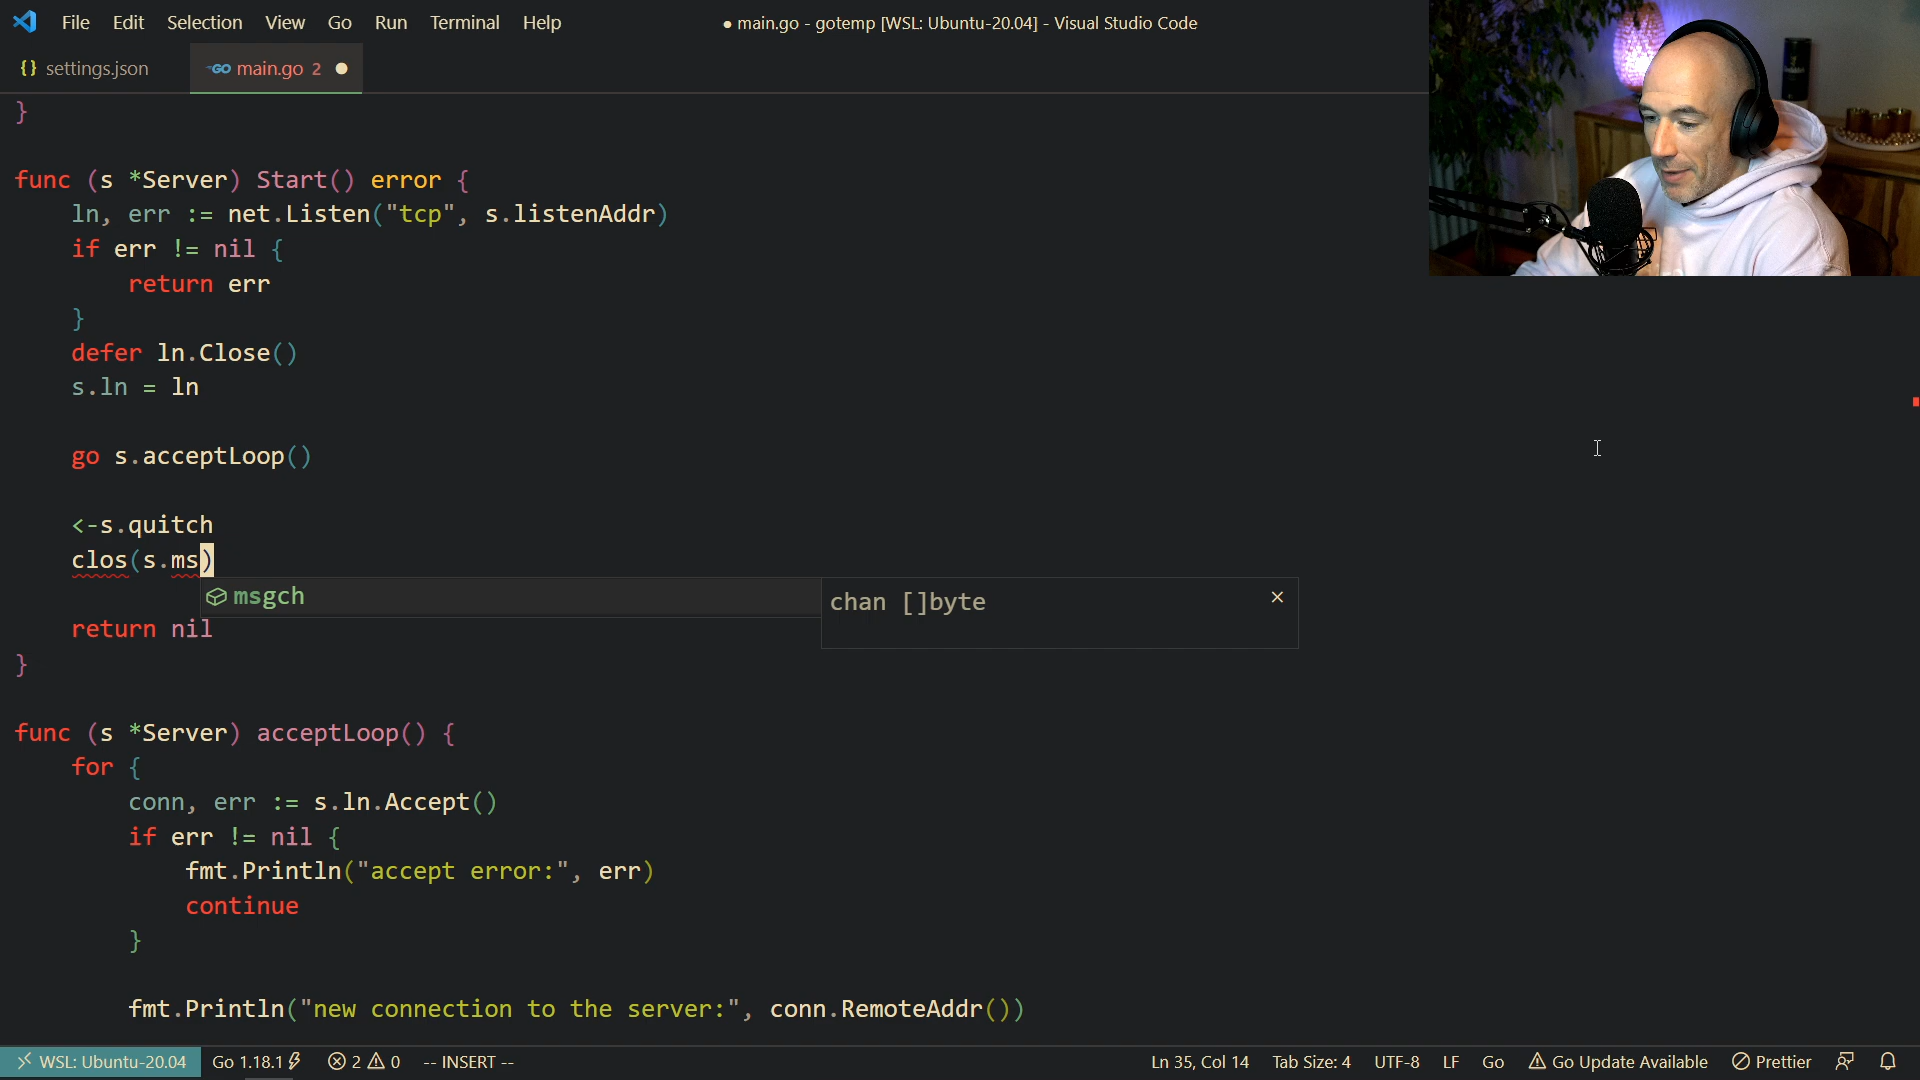 File Edit Selection View Go Run Terminal Help
● main.go - gotemp [WSL: Ubuntu-20.04] - Visual Studio Code
{} settings.json
GO main.go 2 ●
}
func (s *Server) Start() error {
ln, err := net.Listen("tcp", s.listenAddr)
if err != nil {
return err
}
defer ln.Close()
s.ln = ln
go s.acceptLoop()
<-s.quitch
clos(s.ms)
msgch
chan []byte
×
return nil
}
func (s *Server) acceptLoop() {
for {
conn, err := s.ln.Accept()
if err != nil {
fmt.Println("accept error:", err)
continue
}
fmt.Println("new connection to the server:", conn.RemoteAddr())
WSL: Ubuntu-20.04 Go 1.18.1 2 0 -- INSERT -- Ln 35, Col 14 Tab Size: 4 UTF-8 LF Go Go Update Available Prettier